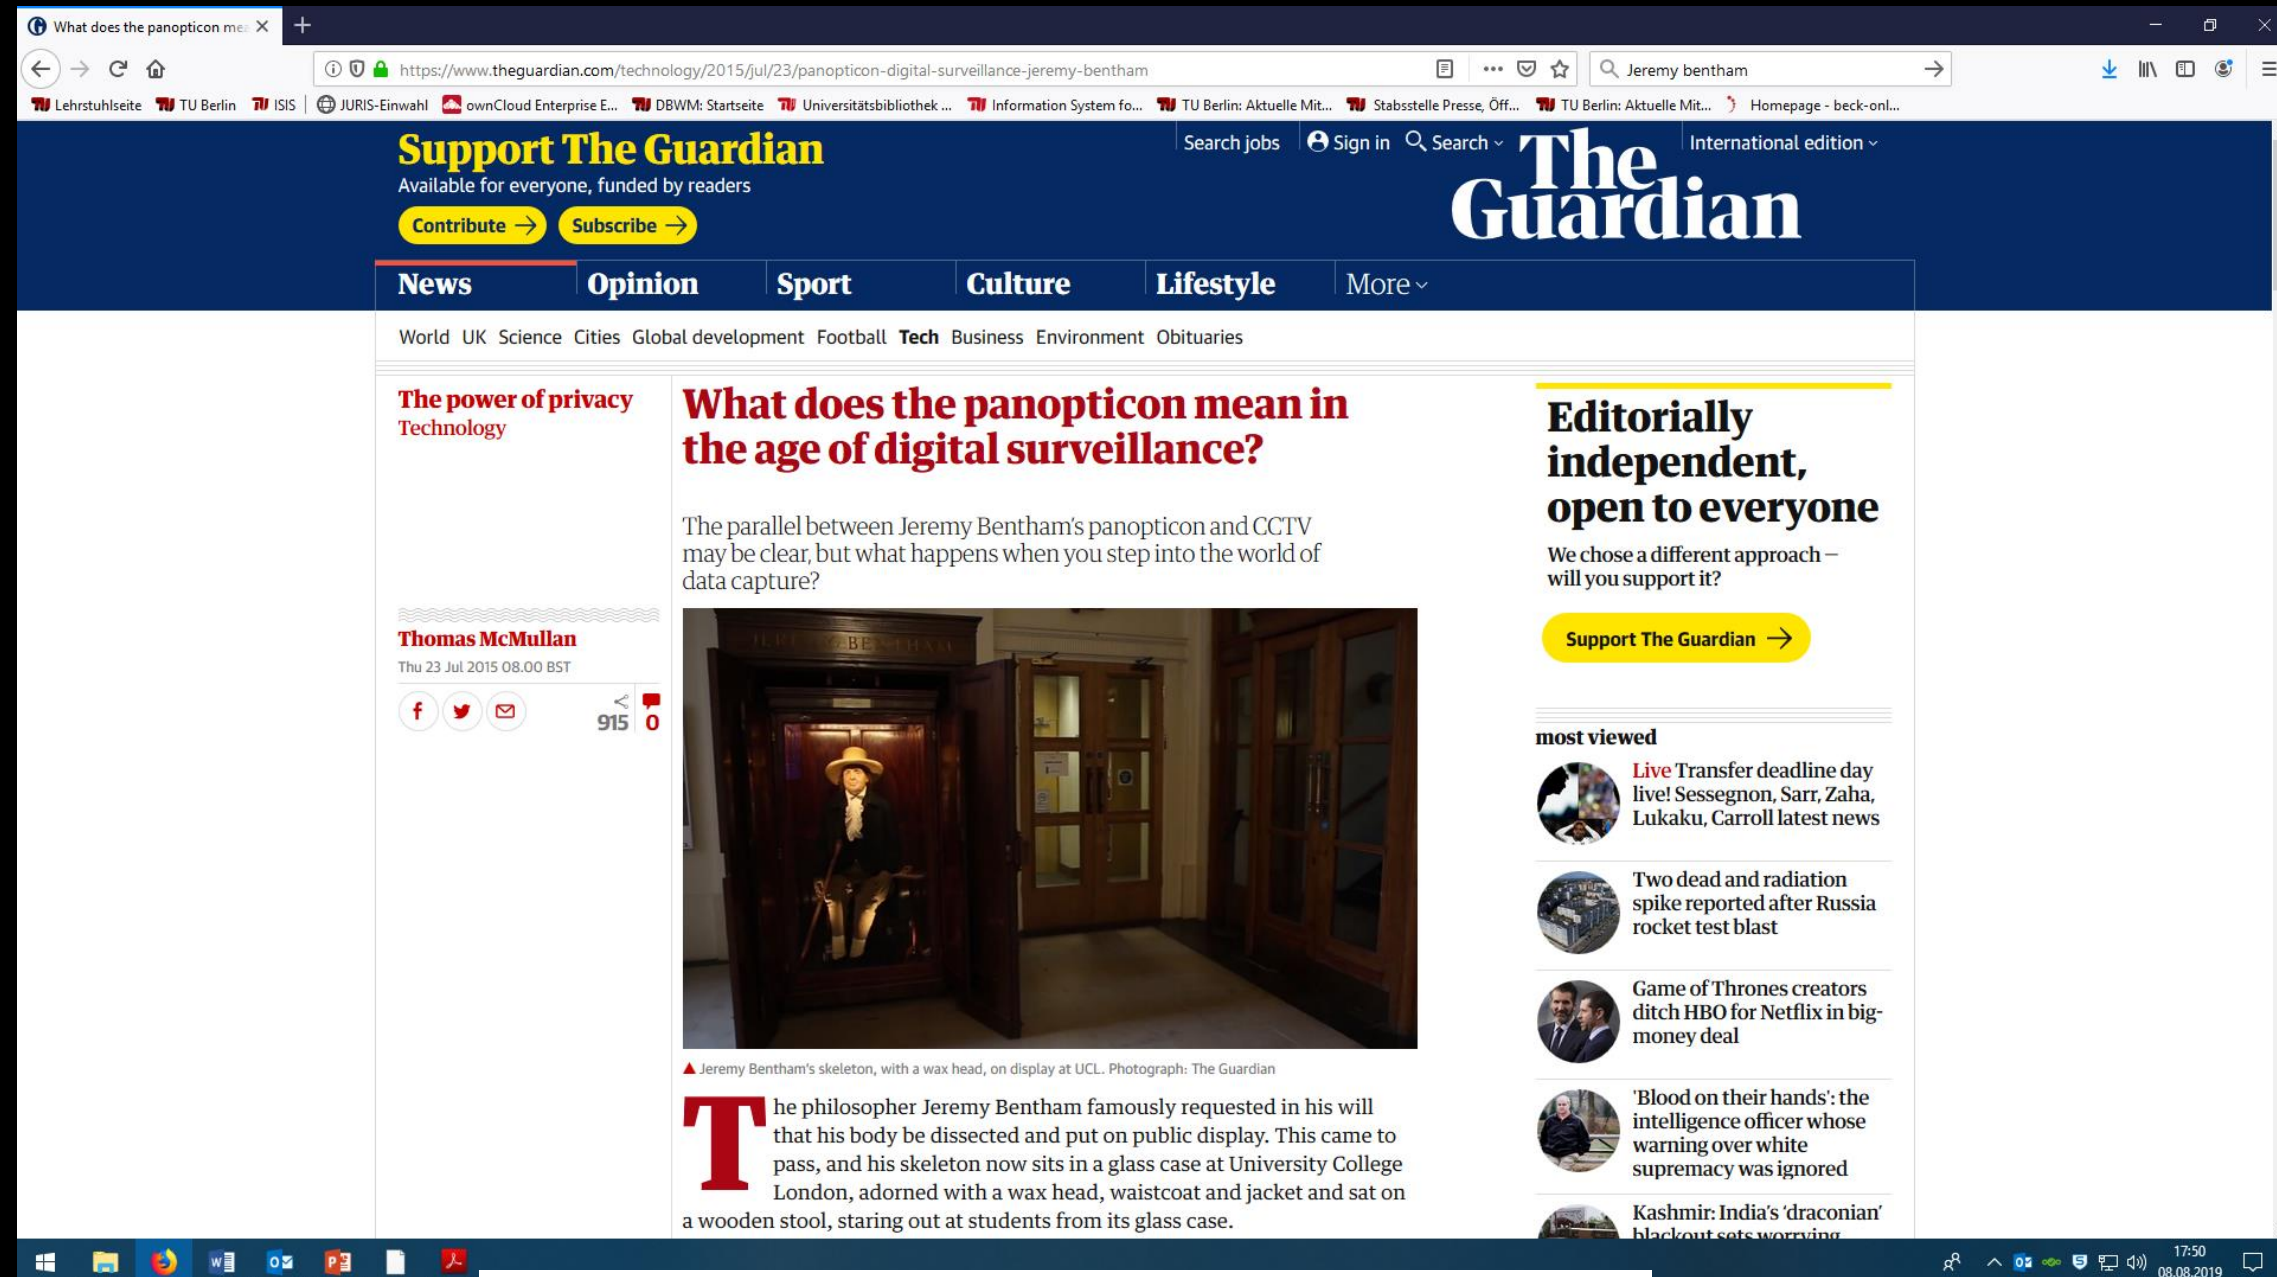 What does the panopticon mea
https://www.theguardian.com/technology/2015/jul/23/panopticon-digital-surveillance-jeremy-bentham
Jeremy bentham
Lehrstuhlseite TU Berlin ISIS JURIS-Einwahl ownCloud Enterprise E... DBWM: Startseite Universitätsbibliothek ... Information System fo... TU Berlin: Aktuelle Mit... Stabsstelle Presse, Öff... TU Berlin: Aktuelle Mit... Homepage - beck-onl...
Support The Guardian
Available for everyone, funded by readers
Contribute
Subscribe
Search jobs
Sign in
Search
The
Guardian
International edition
News Opinion Sport Culture Lifestyle More
World UK Science Cities Global development Football Tech Business Environment Obituaries
The power of privacy
Technology
What does the panopticon mean in
the age of digital surveillance?
The parallel between Jeremy Bentham's panopticon and CCTV
may be clear, but what happens when you step into the world of
data capture?
Thomas McMullan
Thu 23 Jul 2015 08.00 BST
915 0
JEREMY BENTHAM
Jeremy Bentham's skeleton, with a wax head, on display at UCL. Photograph: The Guardian
The philosopher Jeremy Bentham famously requested in his will
that his body be dissected and put on public display. This came to
pass, and his skeleton now sits in a glass case at University College
London, adorned with a wax head, waistcoat and jacket and sat on
a wooden stool, staring out at students from its glass case.
Editorially
independent,
open to everyone
We chose a different approach –
will you support it?
Support The Guardian
most viewed
Live Transfer deadline day
live! Sessegnon, Sarr, Zaha,
Lukaku, Carroll latest news
Two dead and radiation
spike reported after Russia
rocket test blast
Game of Thrones creators
ditch HBO for Netflix in big-
money deal
'Blood on their hands': the
intelligence officer whose
warning over white
supremacy was ignored
Kashmir: India's 'draconian'
blackout sets worrying
17:50
08.08.2019